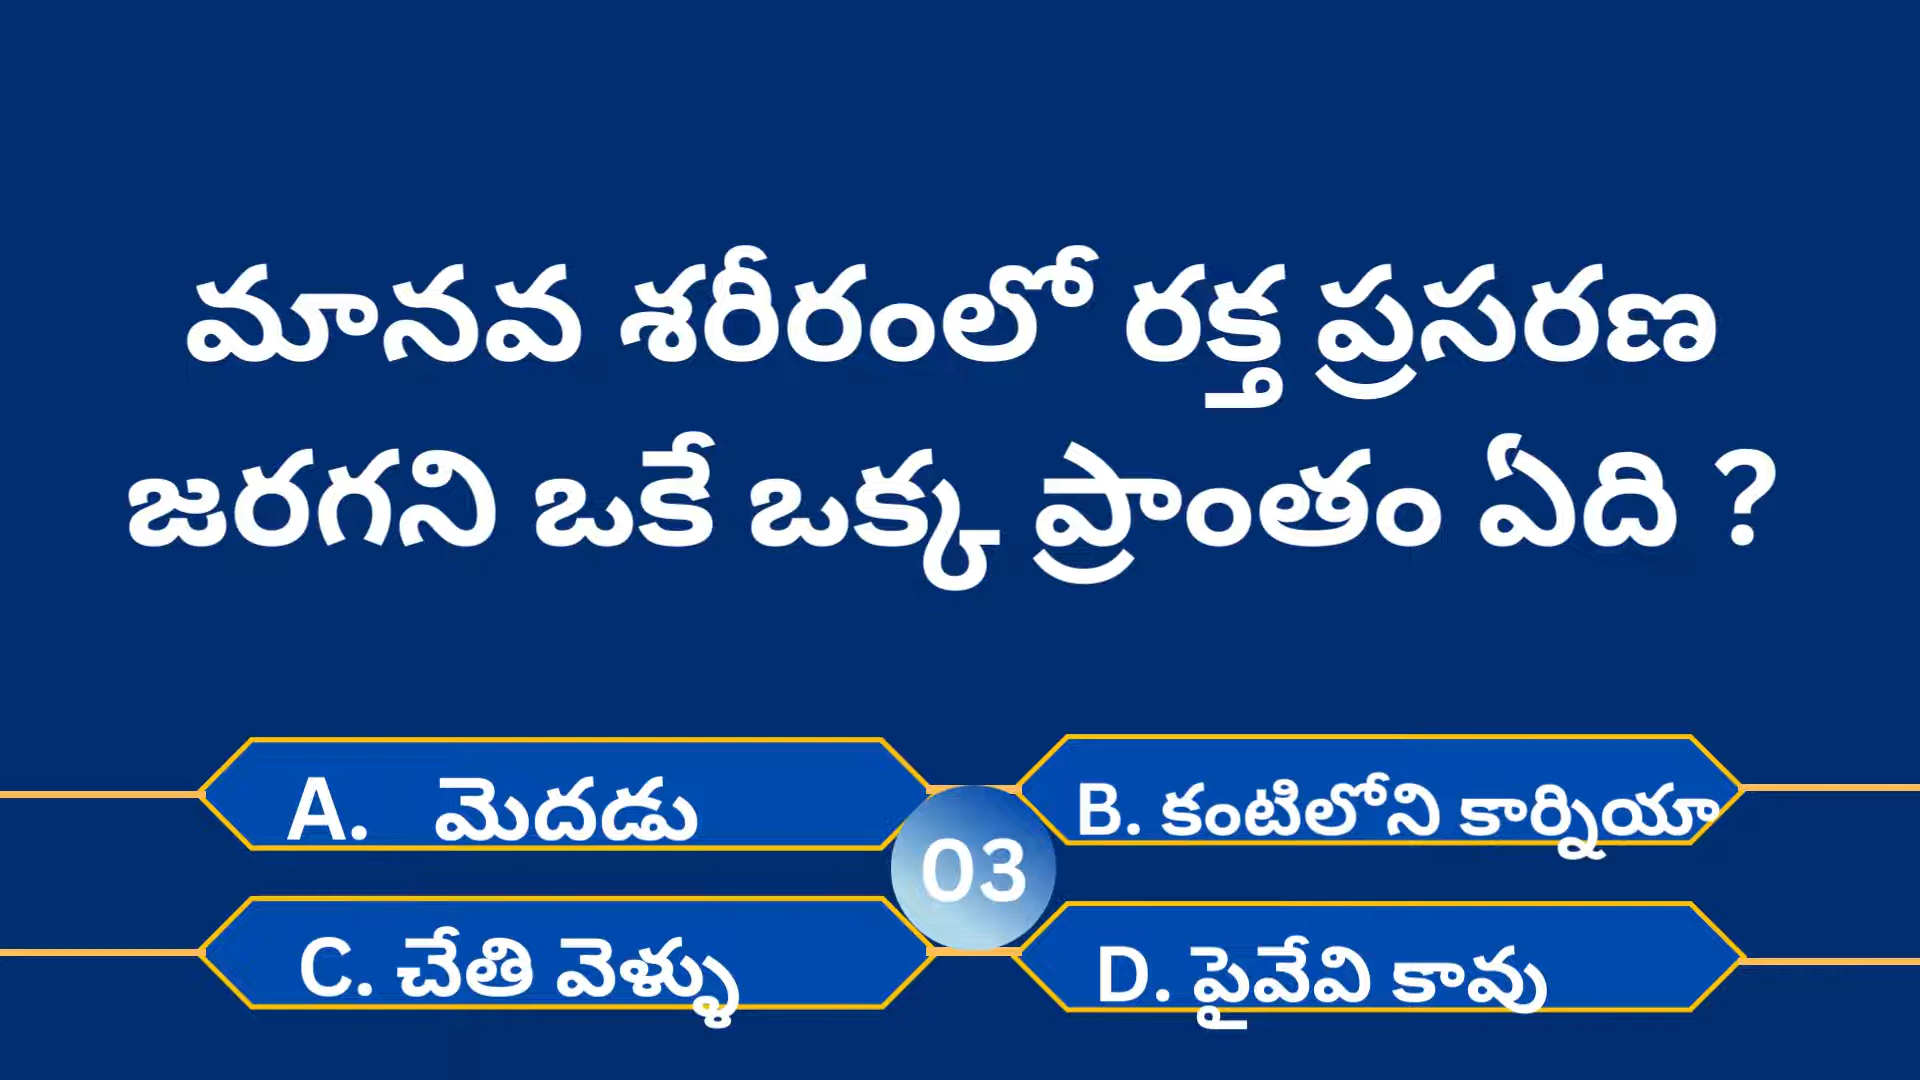 మానవ శరీరంలో రక్త ప్రసరణ
జరగని ఒకే ఒక్క ప్రాంతం ఏది ?
A. మెదడు
B. కంటిలోని కార్నియా
03
C. చేతి వెళ్ళు
D. పైవేవి కావు